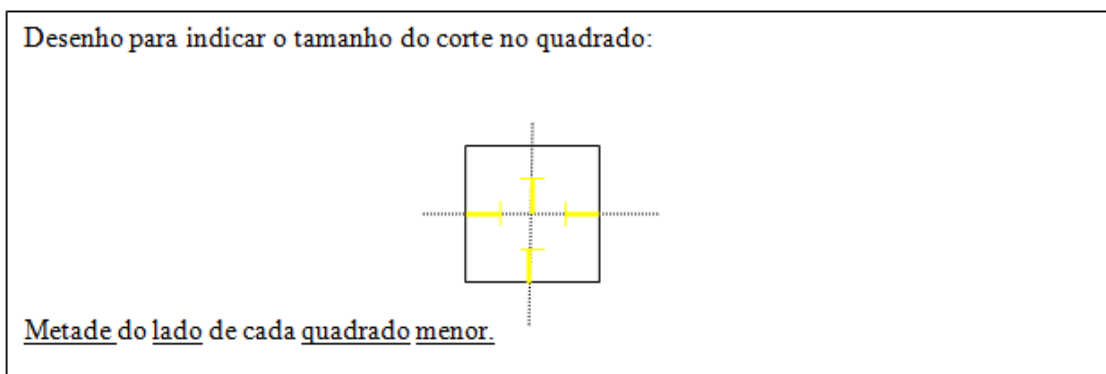 Desenho para indicar o tamanho do corte no quadrado:
Metade do lado de cada quadrado menor.